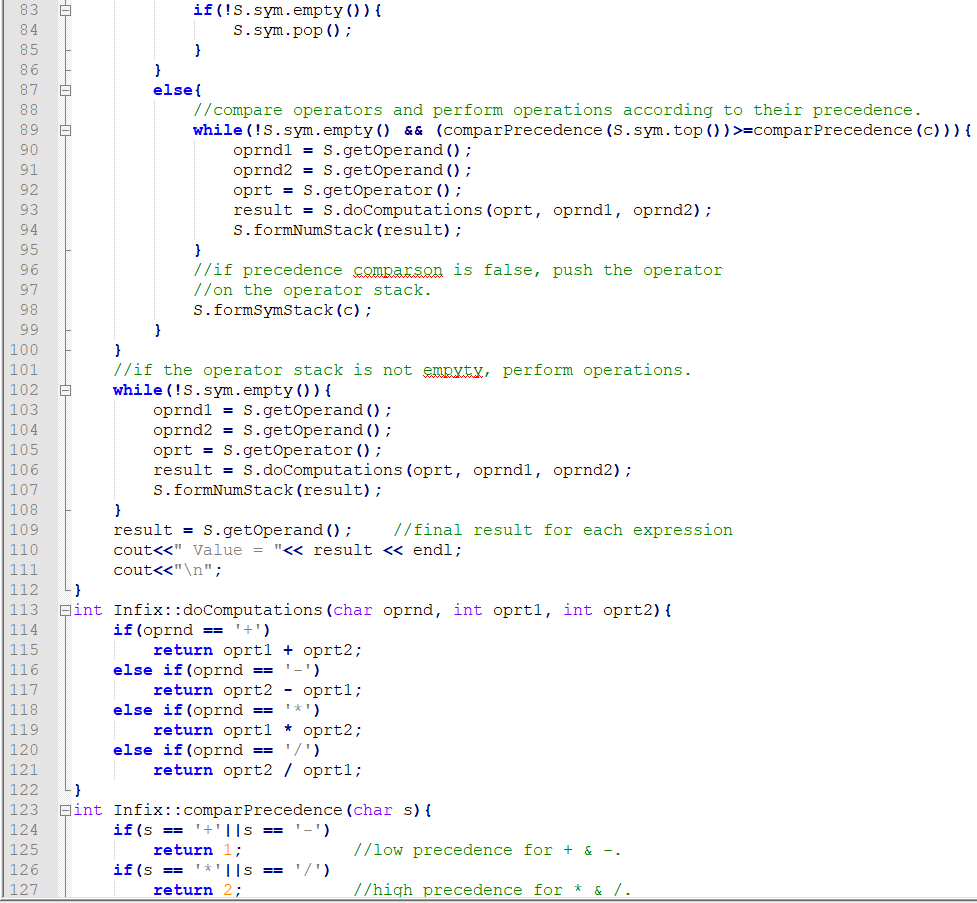 83 if(!S.sym.empty()){
84 S.sym.pop();
85 }
86 }
87 else{
88 //compare operators and perform operations according to their precedence.
89 while(!S.sym.empty() && (comparPrecedence(S.sym.top())>=comparPrecedence(c))){
90 oprnd1 = S.getOperand();
91 oprnd2 = S.getOperand();
92 oprt = S.getOperator();
93 result = S.doComputations(oprt, oprnd1, oprnd2);
94 S.formNumStack(result);
95 }
96 //if precedence comparson is false, push the operator
97 //on the operator stack.
98 S.formSymStack(c);
99 }
100 }
101 //if the operator stack is not empyty, perform operations.
102 while(!S.sym.empty()){
103 oprnd1 = S.getOperand();
104 oprnd2 = S.getOperand();
105 oprt = S.getOperator();
106 result = S.doComputations(oprt, oprnd1, oprnd2);
107 S.formNumStack(result);
108 }
109 result = S.getOperand(); //final result for each expression
110 cout<<" Value = "<< result << endl;
111 cout<<"\n";
112 }
113 int Infix::doComputations(char oprnd, int oprt1, int oprt2){
114 if(oprnd == '+')
115 return oprt1 + oprt2;
116 else if(oprnd == '-')
117 return oprt2 - oprt1;
118 else if(oprnd == '*')
119 return oprt1 * oprt2;
120 else if(oprnd == '/')
121 return oprt2 / oprt1;
122 }
123 int Infix::comparPrecedence(char s){
124 if(s == '+'||s == '-')
125 return 1; //low precedence for + & -.
126 if(s == '*'||s == '/')
127 return 2; //high precedence for * & /.